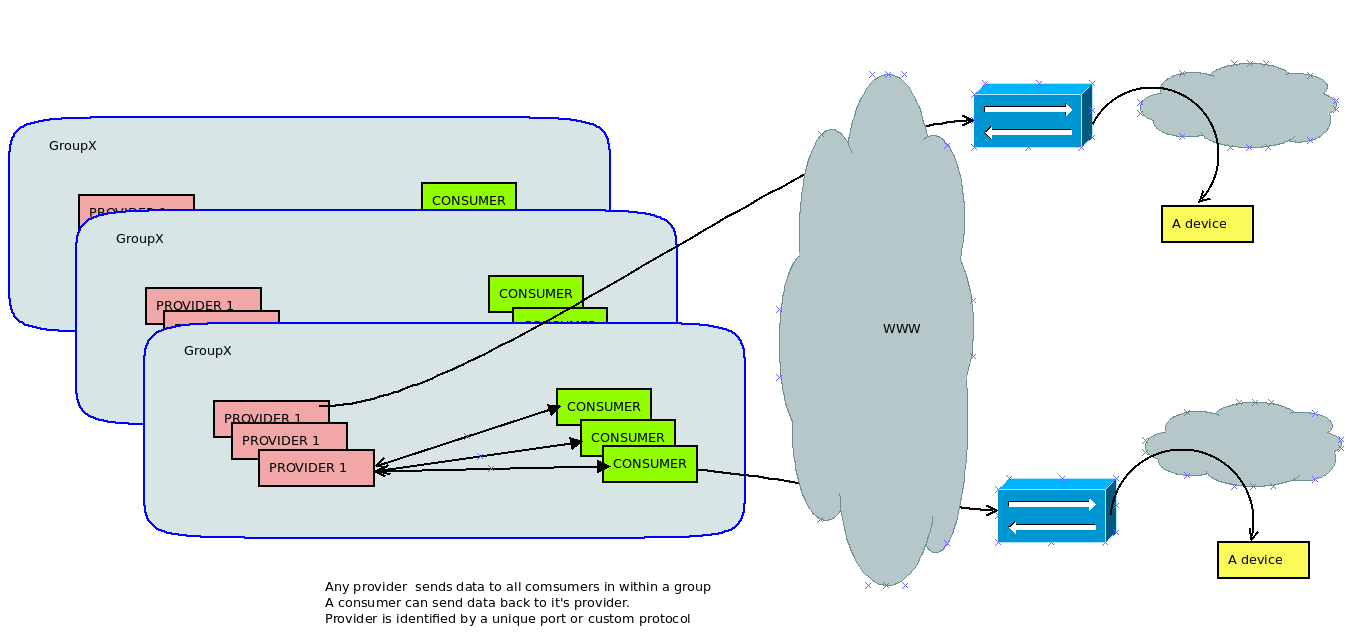 GroupX
CONSUMER
GroupX
CONSUMER
PROVIDER 1
GroupX
PROVIDER 1
PROVIDER 1
PROVIDER 1
CONSUMER
CONSUMER
CONSUMER
WWW
A device
A device
Any provider  sends data to all comsumers in within a group
A consumer can send data back to it's provider.
Provider is identified by a unique port or custom protocol